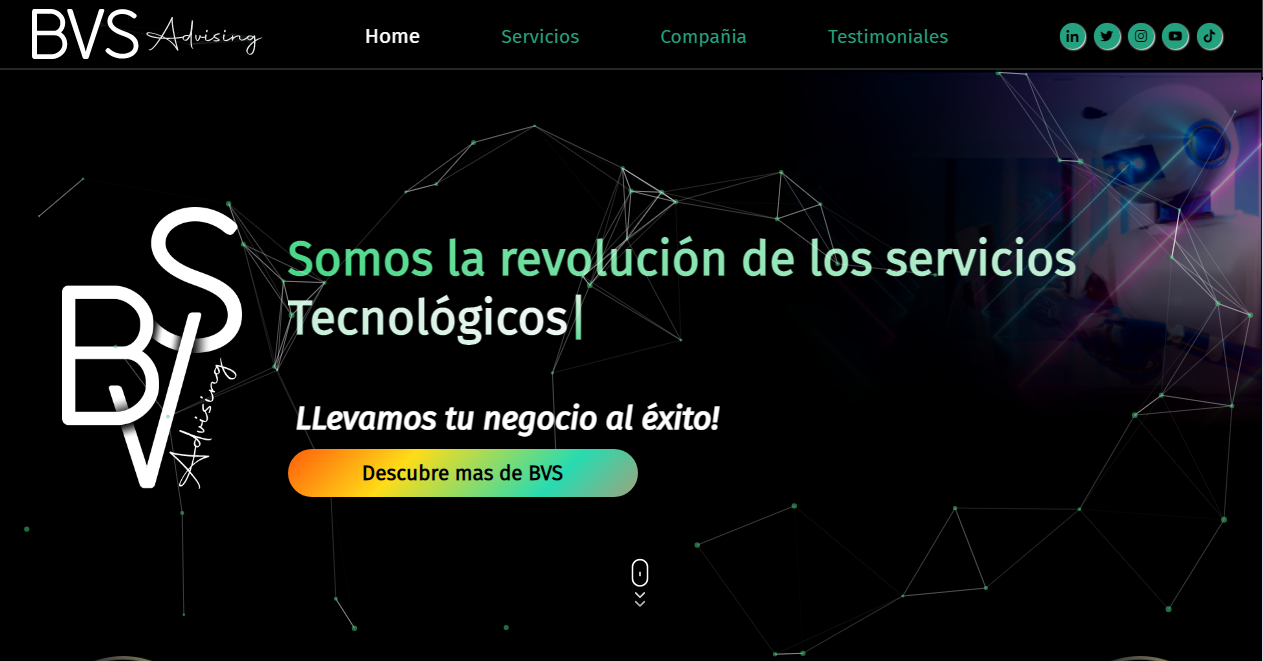 BVS Advising
Home
Servicios
Compañia
Testimoniales
Somos la revolución de los servicios
Tecnológicos|
BVS
Advising
LLevamos tu negocio al éxito!
Descubre mas de BVS